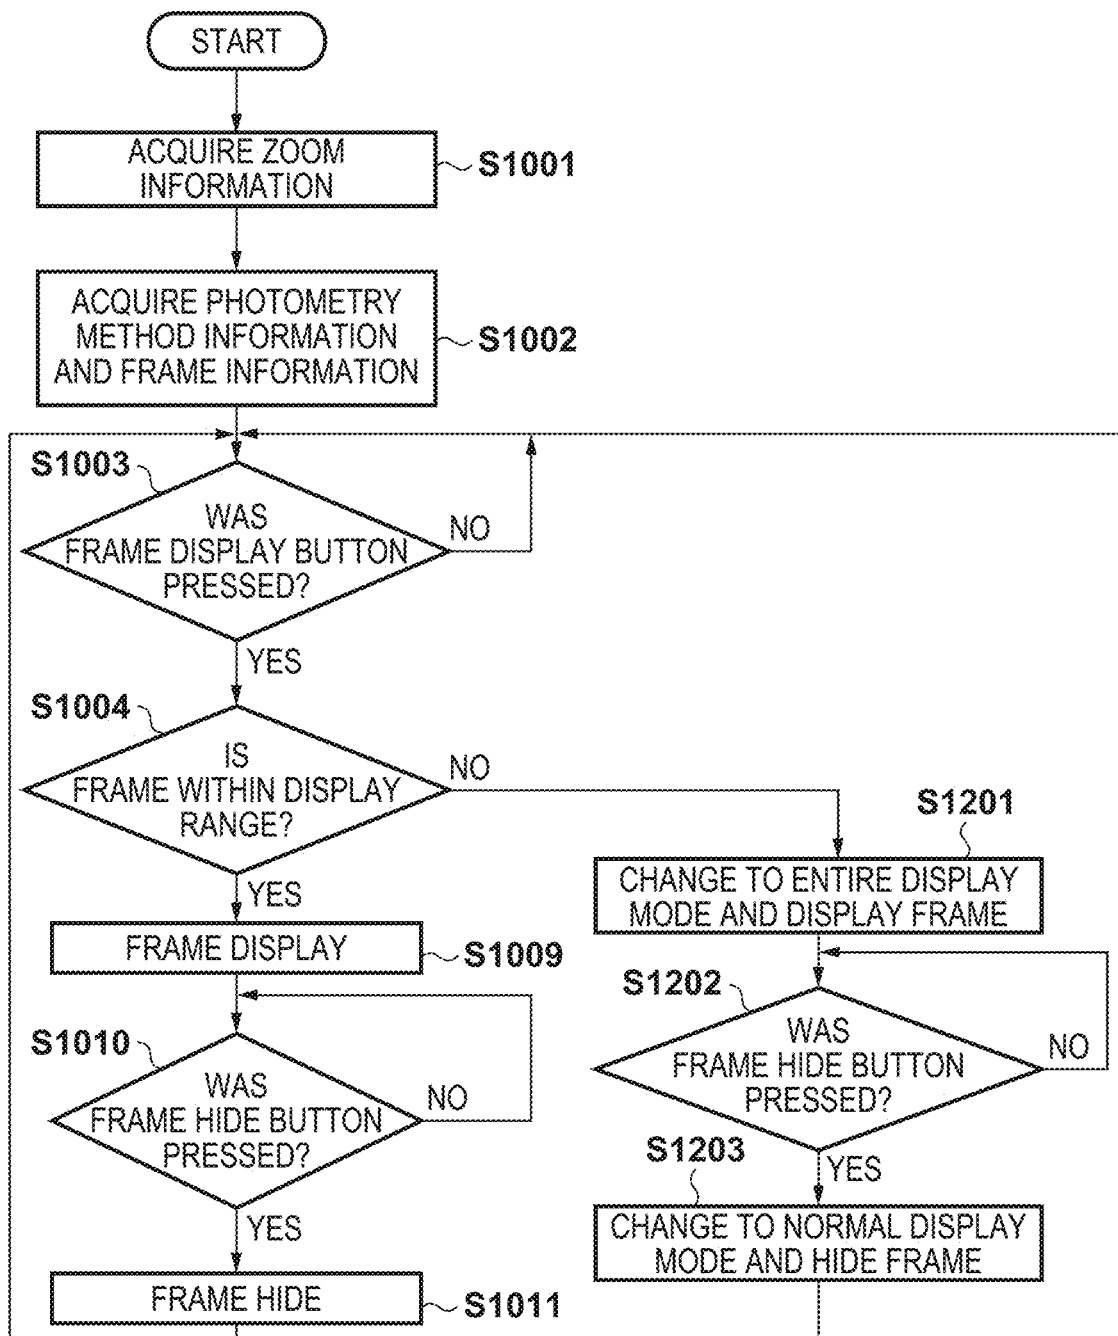 START
ACQUIRE ZOOM
INFORMATION
S1001
ACQUIRE PHOTOMETRY
METHOD INFORMATION
AND FRAME INFORMATION
S1002
S1003
WAS
FRAME DISPLAY BUTTON
PRESSED?
NO
YES
S1004
IS
FRAME WITHIN DISPLAY
RANGE?
NO
YES
S1201
CHANGE TO ENTIRE DISPLAY
MODE AND DISPLAY FRAME
FRAME DISPLAY
S1009
S1202
WAS
FRAME HIDE BUTTON
PRESSED?
NO
YES
S1010
WAS
FRAME HIDE BUTTON
PRESSED?
NO
YES
S1203
CHANGE TO NORMAL DISPLAY
MODE AND HIDE FRAME
FRAME HIDE
S1011